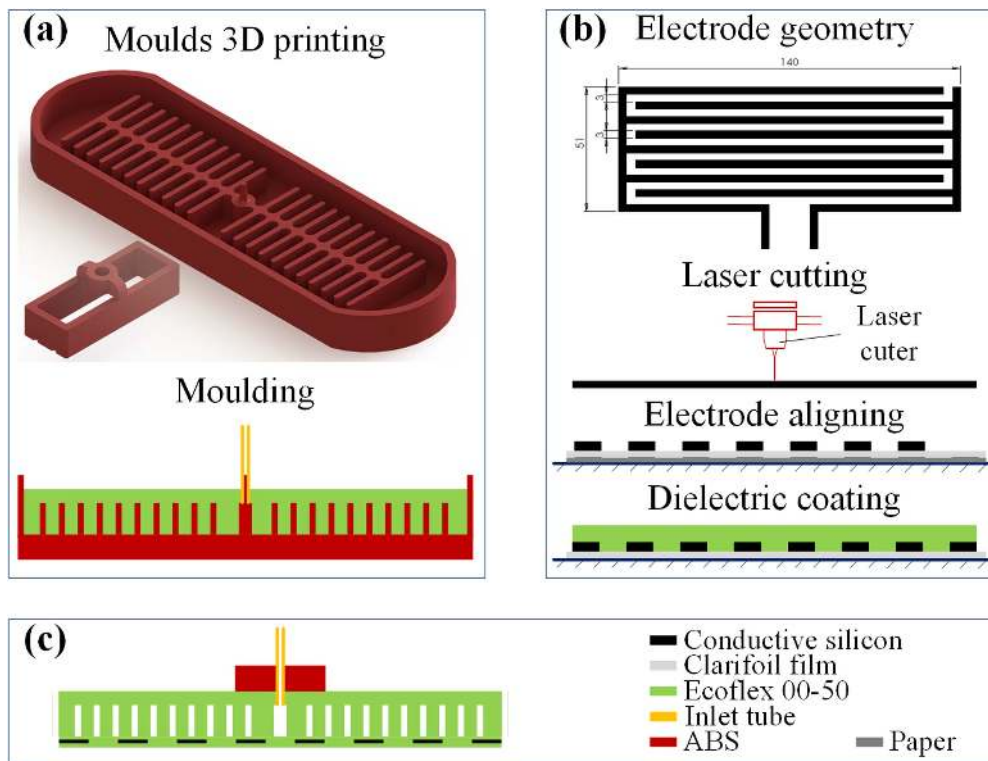 (a)
Moulds 3D printing
Moulding
(b)
Electrode geometry
140
51
3
3
Laser cutting
Laser
cuter
Electrode aligning
Dielectric coating
(c)
Conductive silicon
Clarifoil film
Ecoflex 00-50
Inlet tube
ABS
Paper